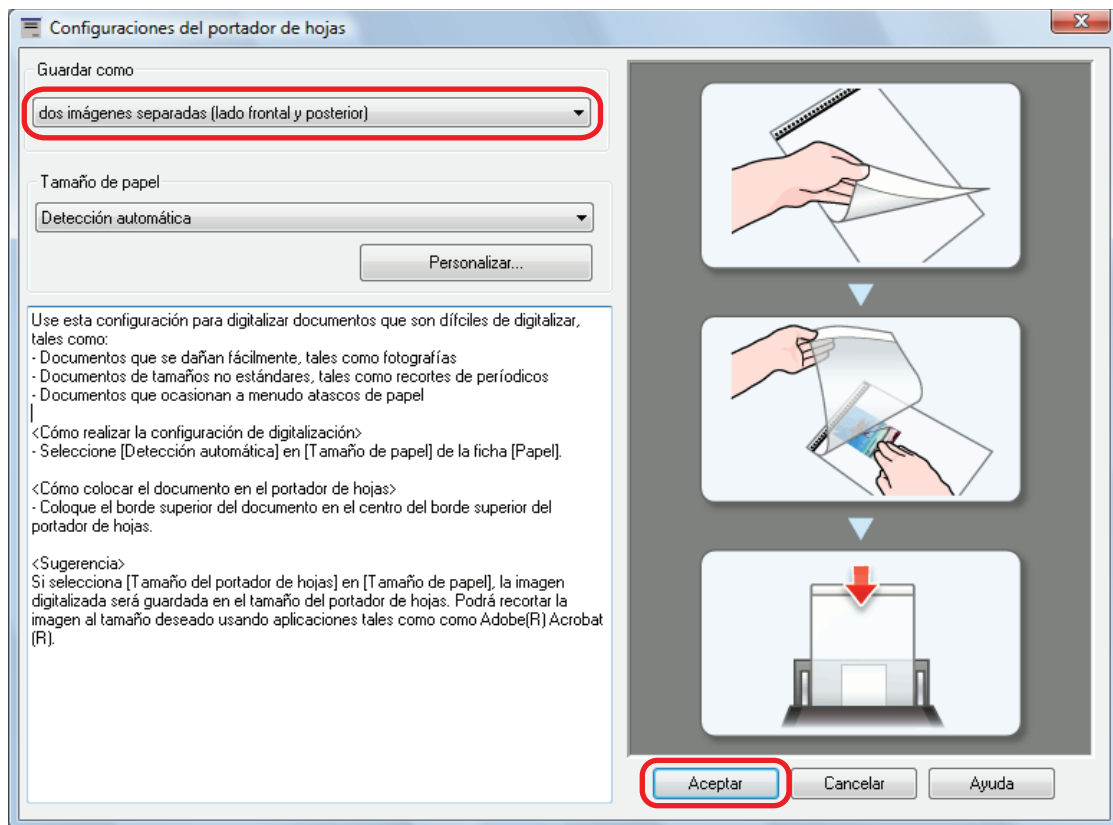 Configuraciones del portador de hojas
Guardar como
dos imágenes separadas (lado frontal y posterior)
Tamaño de papel
Detección automática
Personalizar...
Use esta configuración para digitalizar documentos que son difíciles de digitalizar,
tales como:
- Documentos que se dañan fácilmente, tales como fotografías
- Documentos de tamaños no estándares, tales como recortes de períodicos
- Documentos que ocasionan a menudo atascos de papel
<Cómo realizar la configuración de digitalización>
- Seleccione [Detección automática] en [Tamaño de papel] de la ficha [Papel].
<Cómo colocar el documento en el portador de hojas>
- Coloque el borde superior del documento en el centro del borde superior del
portador de hojas.
<Sugerencia>
Si selecciona [Tamaño del portador de hojas] en [Tamaño de papel], la imagen
digitalizada será guardada en el tamaño del portador de hojas. Podrá recortar la
imagen al tamaño deseado usando aplicaciones tales como como Adobe(R) Acrobat
(R).
Aceptar
Cancelar
Ayuda